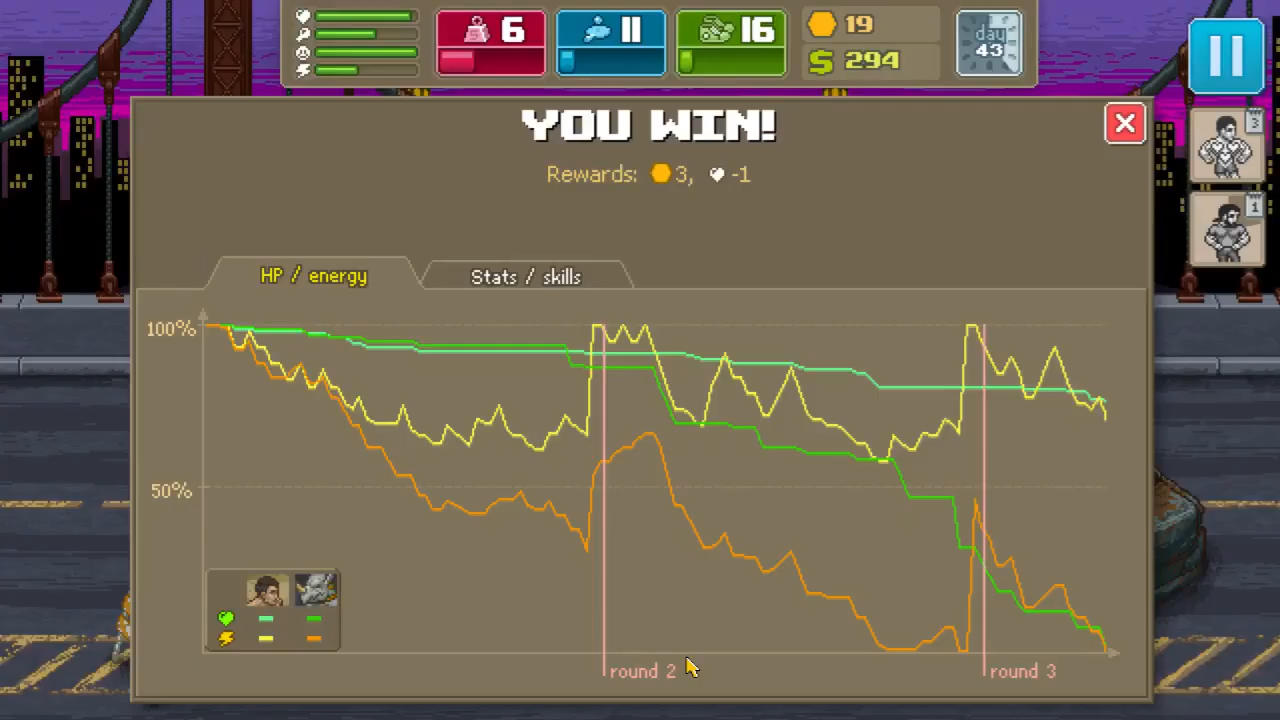 6
11
16
19
294
day
43
3
1
YOU WIN!
Rewards: 3, -1
HP / energy
Stats / skills
100%
50%
round 2
round 3